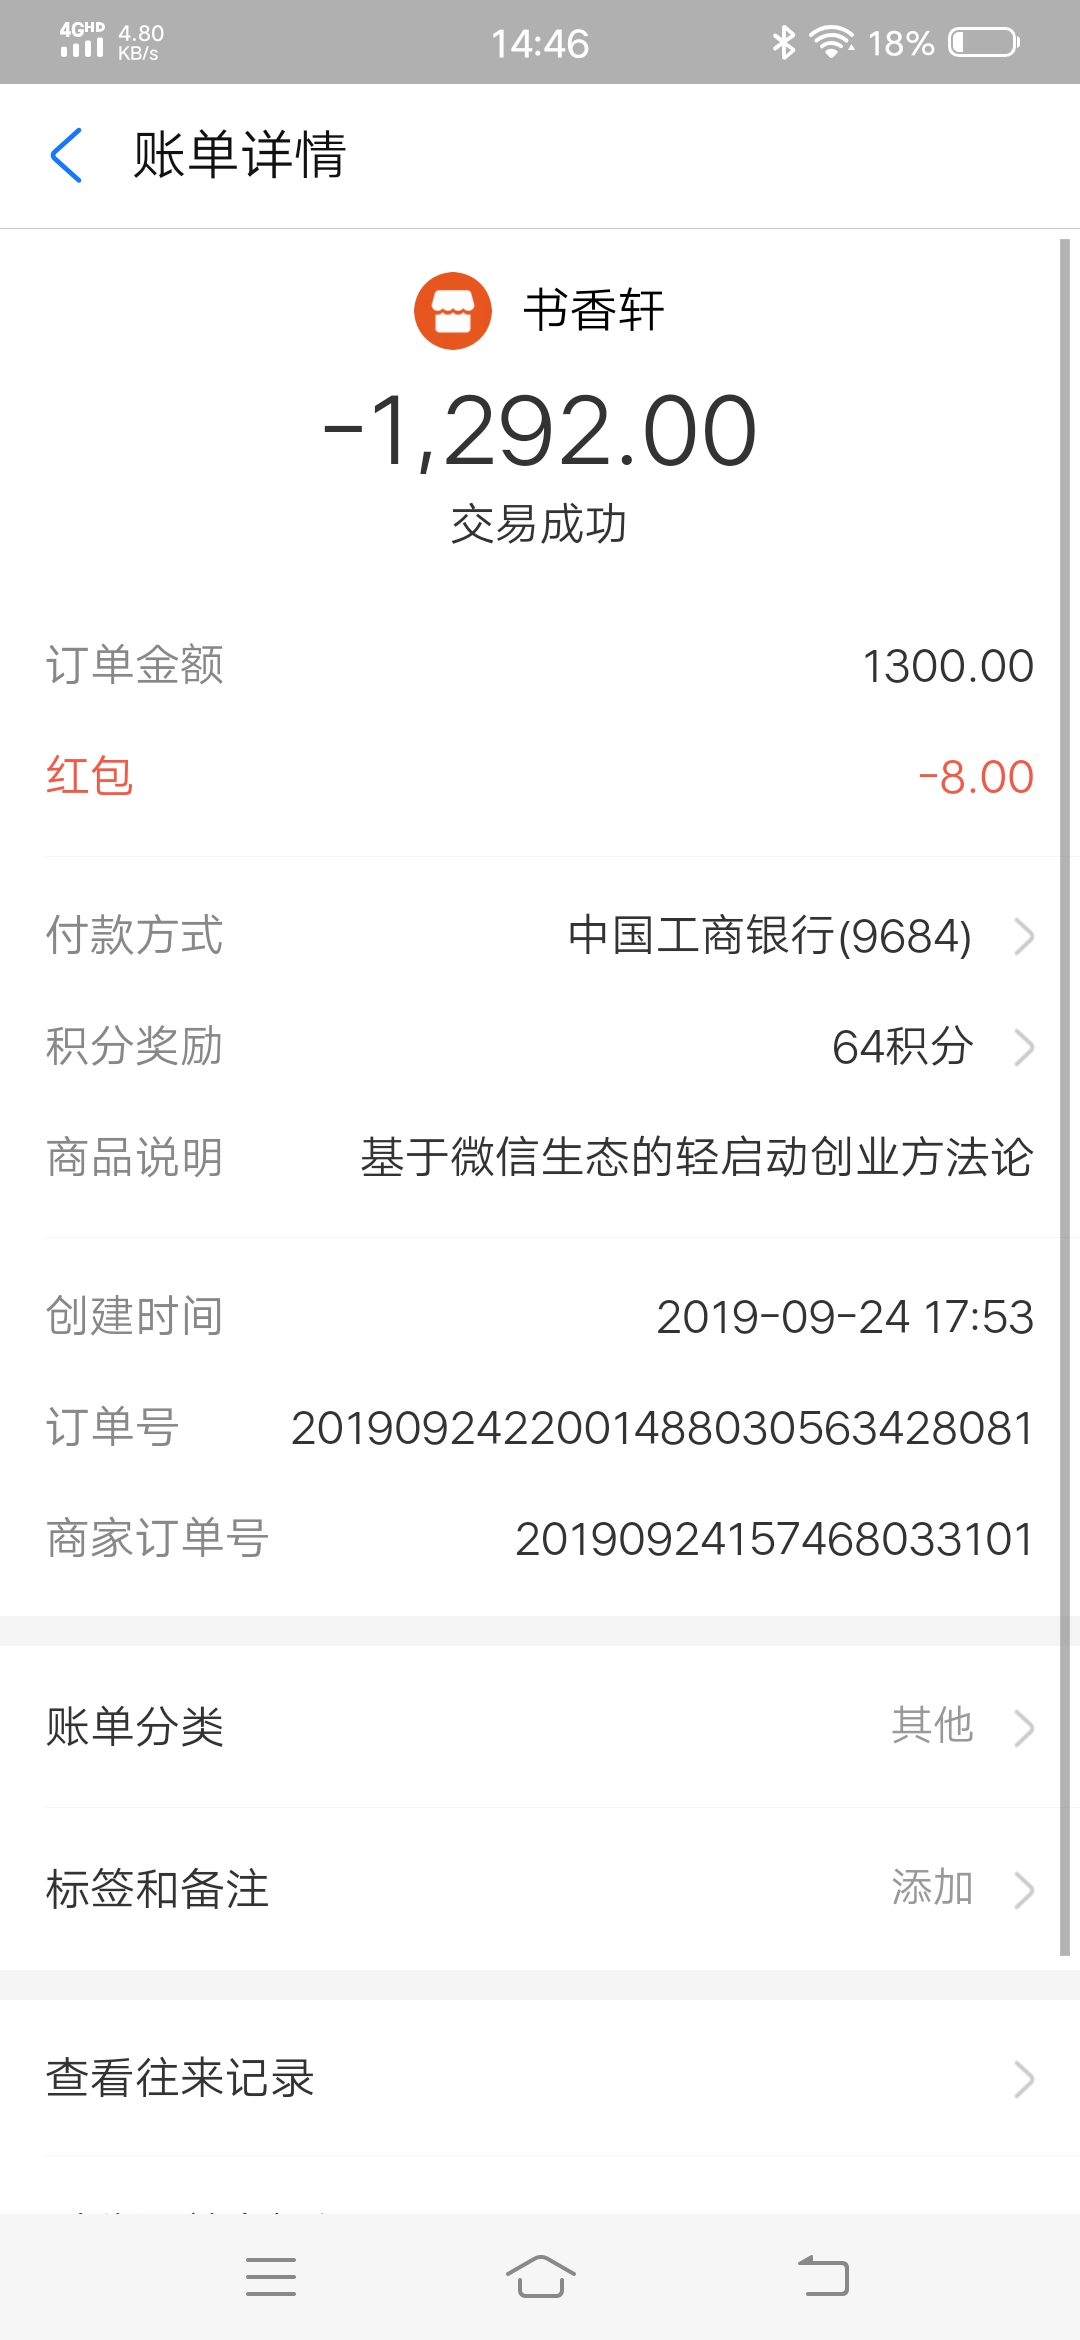 4GHD 4.80 KB/s 14:46 18%
账单详情
书香轩
-1,292.00
交易成功
订单金额 1300.00
红包 -8.00
付款方式 中国工商银行(9684)
积分奖励 64积分
商品说明 基于微信生态的轻启动创业方法论
创建时间 2019-09-24 17:53
订单号 2019092422001488030563428081
商家订单号 20190924157468033101
账单分类 其他
标签和备注 添加
查看往来记录